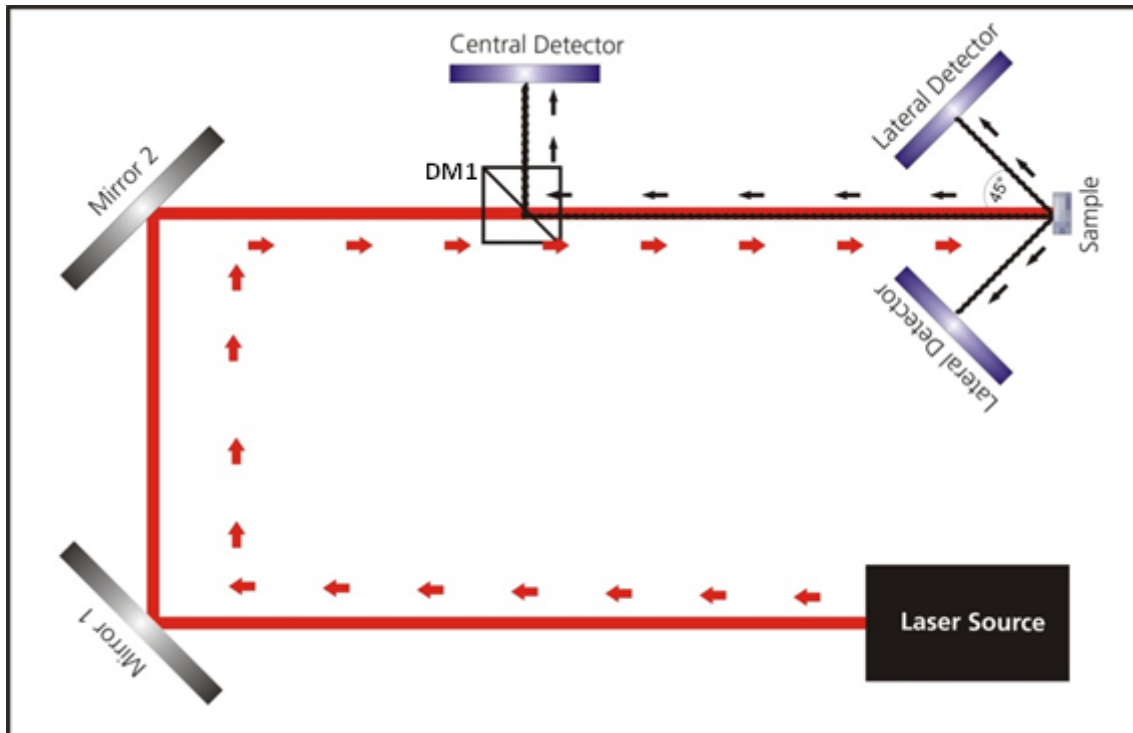 Central Detector
Lateral Detector
Mirror 2
DM1
45°
Sample
Lateral Detector
Laser Source
Mirror 1